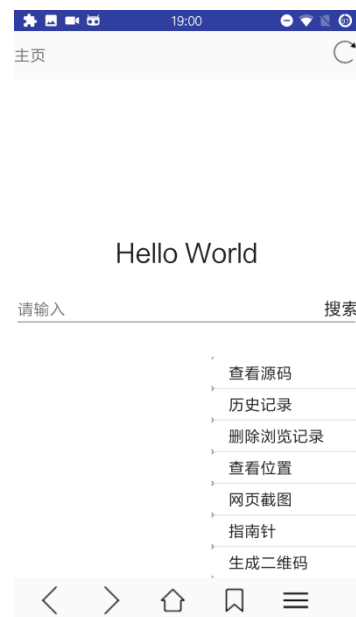 19:00
主页
Hello World
请输入 搜索
查看源码
历史记录
删除浏览记录
查看位置
网页截图
指南针
生成二维码